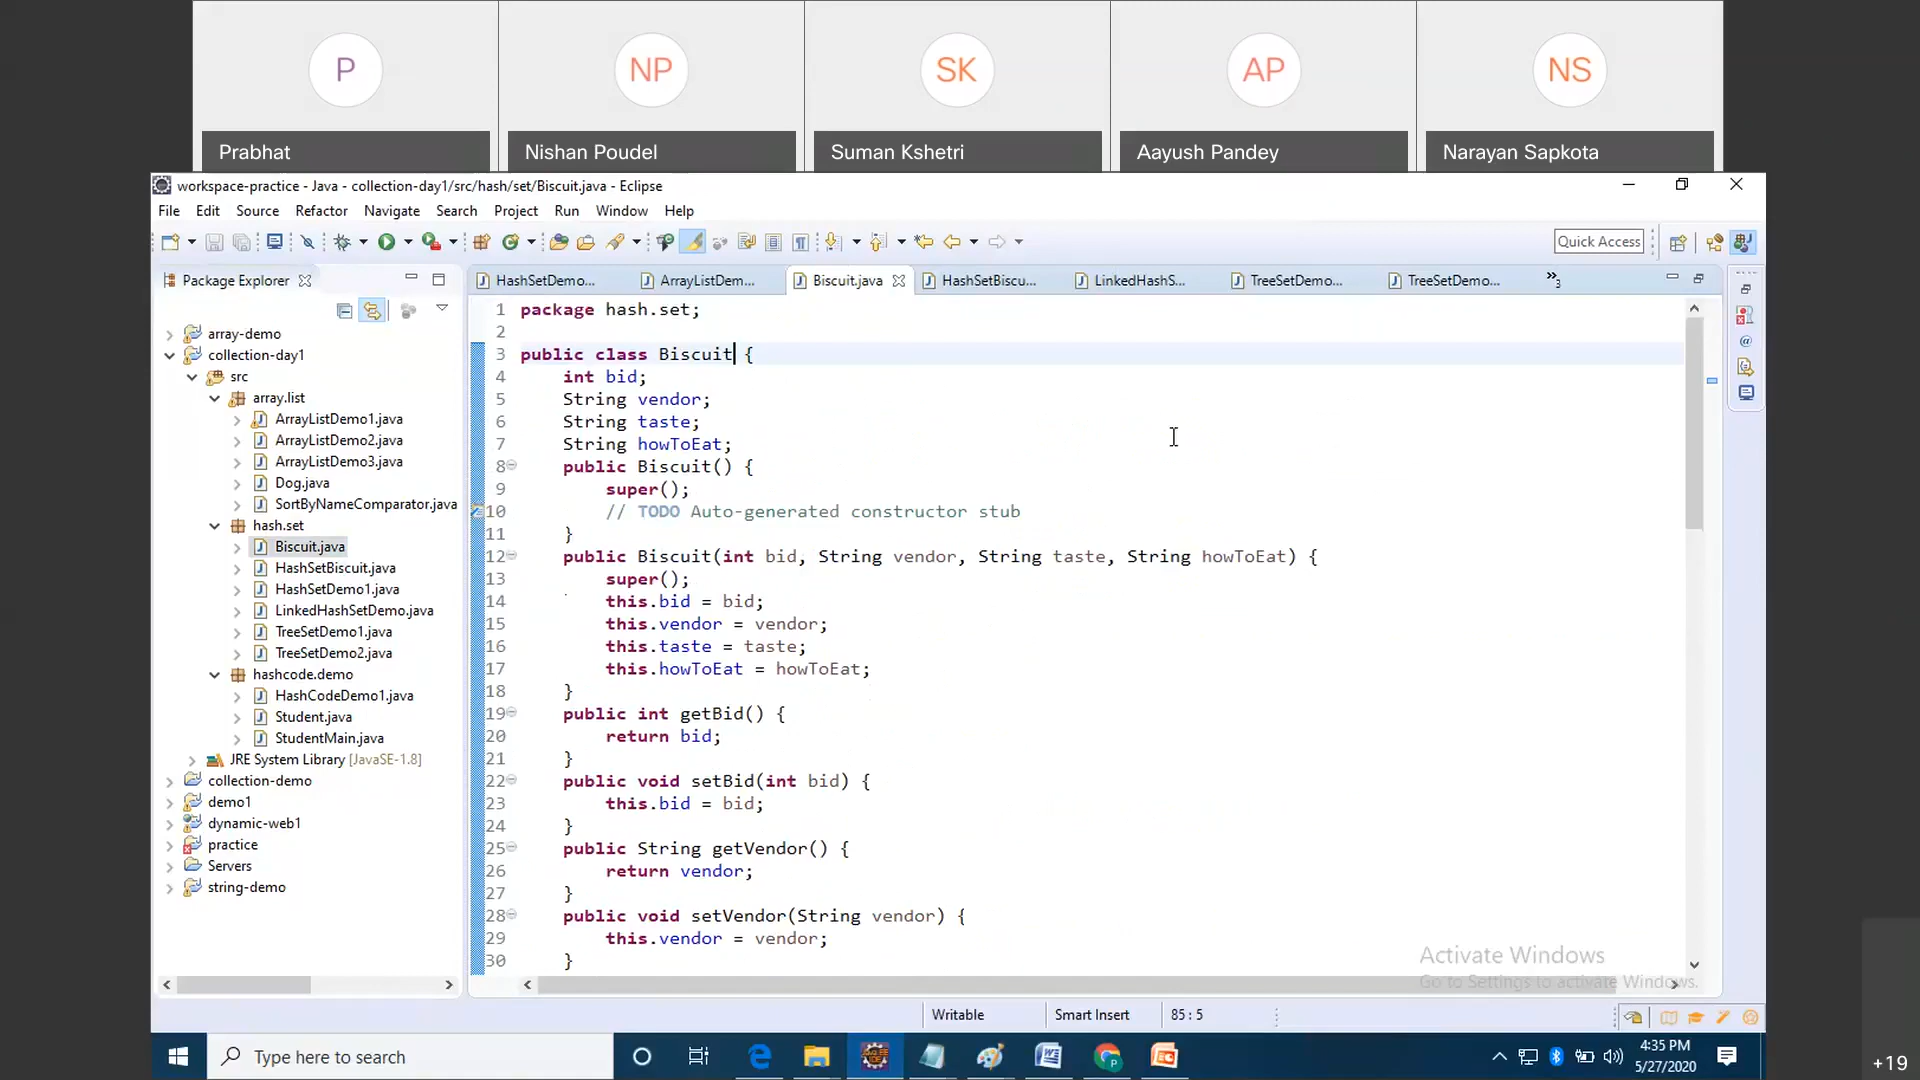 P NP SK AP NS
Prabhat Nishan Poudel Suman Kshetri Aayush Pandey Narayan Sapkota
workspace-practice - Java - collection-day1/src/hash/set/Biscuit.java - Eclipse
File Edit Source Refactor Navigate Search Project Run Window Help
Quick Access
Package Explorer
array-demo
collection-day1
src
array.list
ArrayListDemo1.java
ArrayListDemo2.java
ArrayListDemo3.java
Dog.java
SortByNameComparator.java
hash.set
Biscuit.java
HashSetBiscuit.java
HashSetDemo1.java
LinkedHashSetDemo.java
TreeSetDemo1.java
TreeSetDemo2.java
hashcode.demo
HashCodeDemo1.java
Student.java
StudentMain.java
JRE System Library [JavaSE-1.8]
collection-demo
demo1
dynamic-web1
practice
Servers
string-demo
HashSetDemo... ArrayListDem... Biscuit.java HashSetBiscu... LinkedHashS... TreeSetDemo... TreeSetDemo... »3
1 package hash.set;
2
3 public class Biscuit {
4 int bid;
5 String vendor;
6 String taste;
7 String howToEat;
8 public Biscuit() {
9 super();
10 // TODO Auto-generated constructor stub
11 }
12 public Biscuit(int bid, String vendor, String taste, String howToEat) {
13 super();
14 this.bid = bid;
15 this.vendor = vendor;
16 this.taste = taste;
17 this.howToEat = howToEat;
18 }
19 public int getBid() {
20 return bid;
21 }
22 public void setBid(int bid) {
23 this.bid = bid;
24 }
25 public String getVendor() {
26 return vendor;
27 }
28 public void setVendor(String vendor) {
29 this.vendor = vendor;
30 }
Activate Windows
Go to Settings to activate Windows.
Writable Smart Insert 85 : 5
Type here to search
4:35 PM
5/27/2020
+19